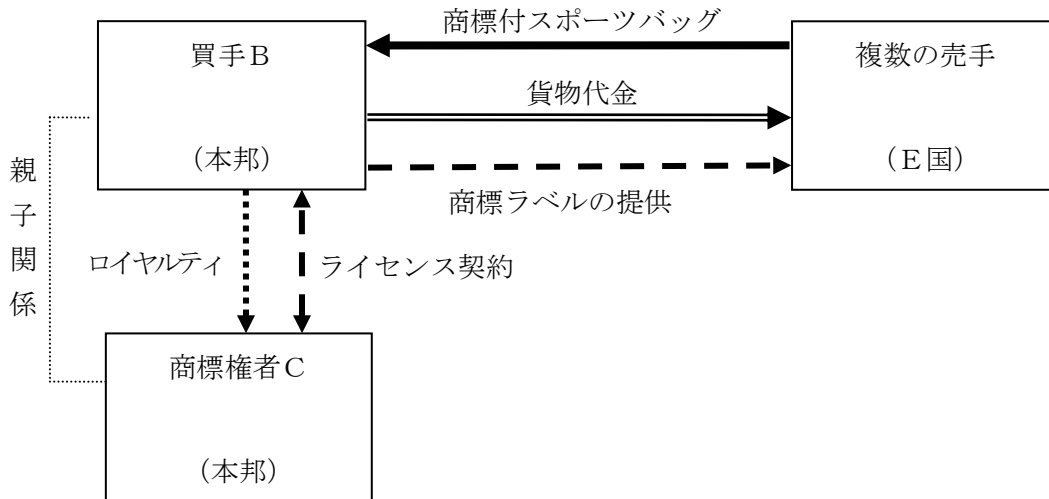 商標付スポーツバッグ
買手B
複数の売手
貨物代金
(本邦)
(E国)
商標ラベルの提供
親子関係
ロイヤルティ
ライセンス契約
商標権者C
(本邦)